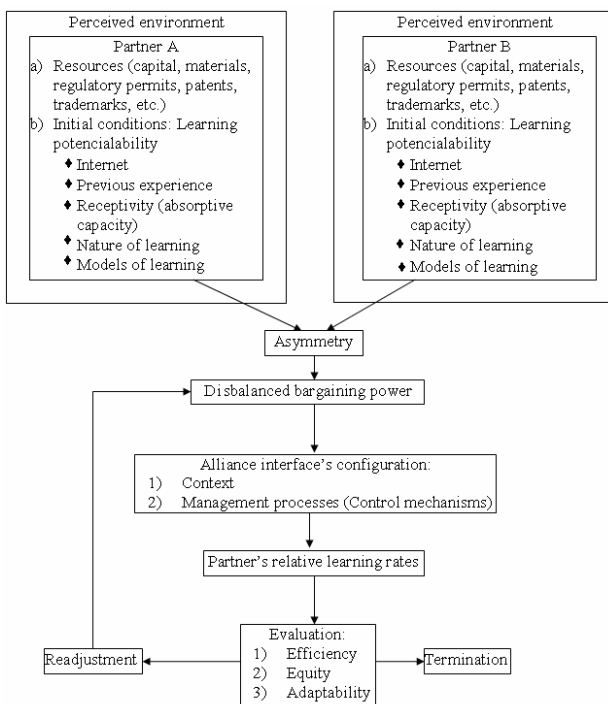 Perceived environment
Partner A
a) Resources (capital, materials,
regulatory permits, patents,
trademarks, etc.)
b) Initial conditions: Learning
potencialability
♦ Internet
♦ Previous experience
♦ Receptivity (absorptive
capacity)
♦ Nature of learning
♦ Models of learning
Perceived environment
Partner B
a) Resources (capital, materials,
regulatory permits, patents,
trademarks, etc.)
b) Initial conditions: Learning
potencialability
♦ Internet
♦ Previous experience
♦ Receptivity (absorptive
capacity)
♦ Nature of learning
♦ Models of learning
Asymmetry
Disbalanced bargaining power
Alliance interface's configuration:
1) Context
2) Management processes (Control mechanisms)
Partner's relative learning rates
Evaluation:
1) Efficiency
2) Equity
3) Adaptability
Readjustment
Termination